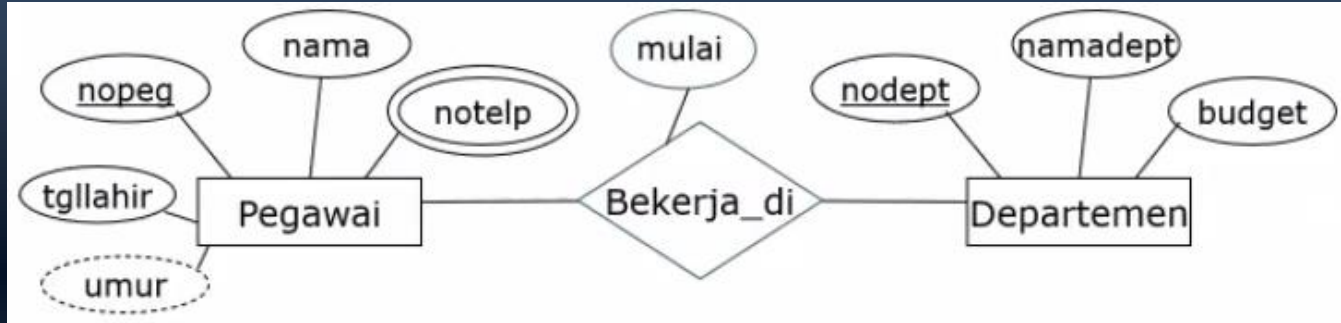 nama
mulai
namadept
nopeg
notelp
nodept
budget
tgllahir
Pegawai
Bekerja_di
Departemen
umur